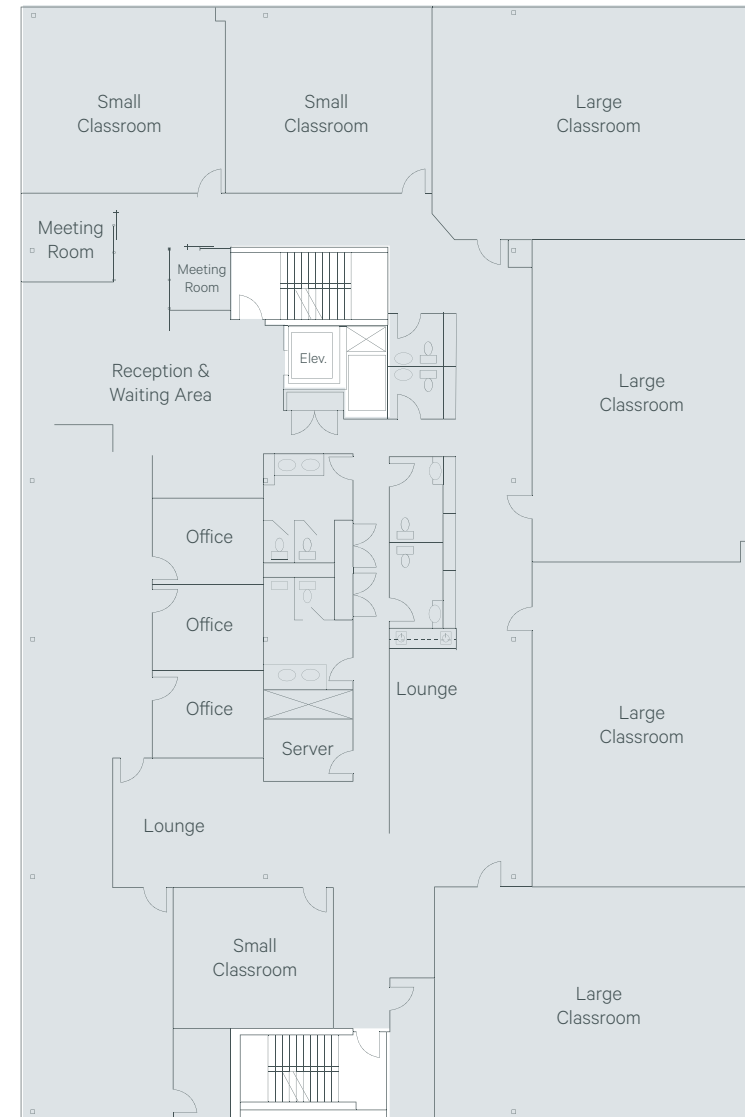 Small
Classroom
Small
Classroom
Large
Classroom
Meeting
Room
Meeting
Room
Elev.
Reception &
Waiting Area
Large
Classroom
Office
Office
Office
Lounge
Large
Classroom
Server
Lounge
Small
Classroom
Large
Classroom